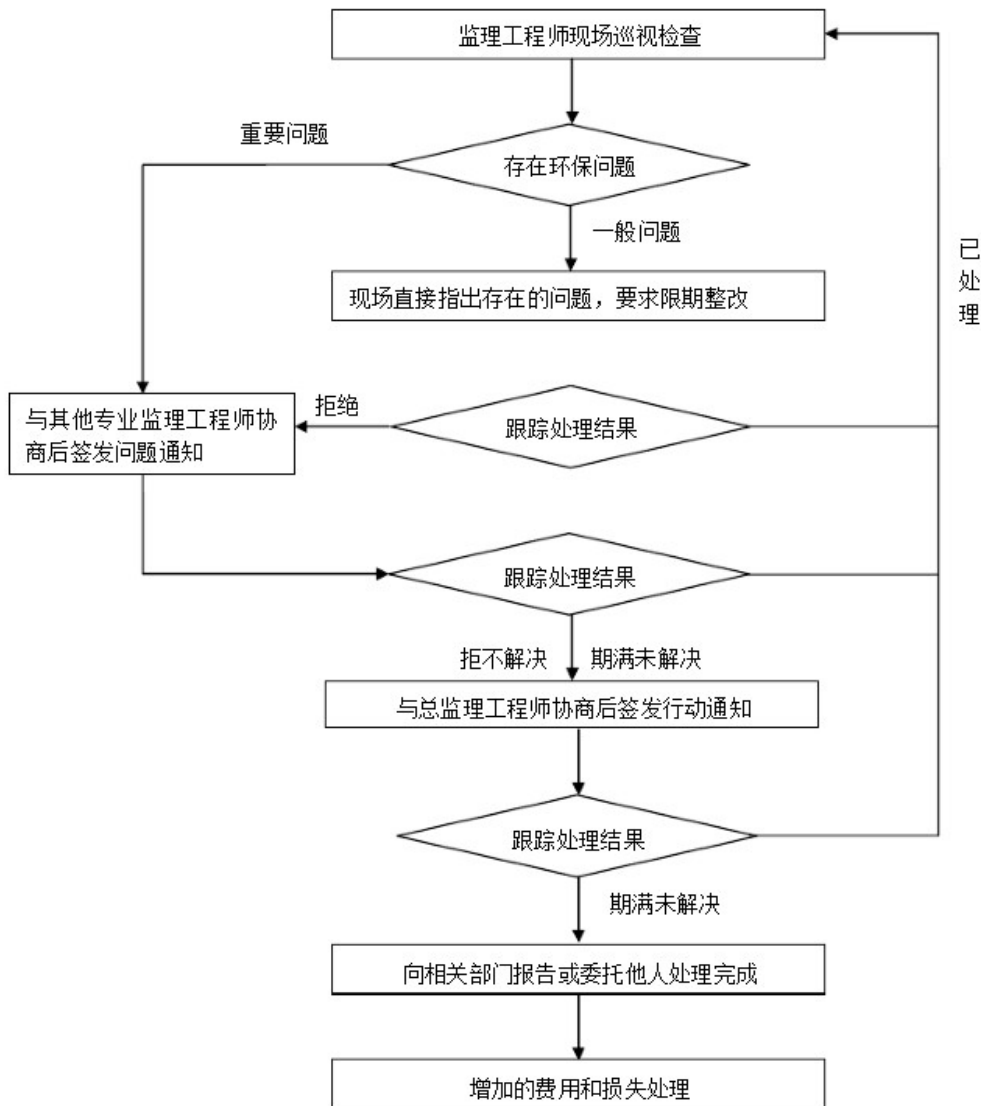 监理工程师现场巡视检查
重要问题
存在环保问题
一般问题
已
处
理
现场直接指出存在的问题，要求限期整改
与其他专业监理工程师协
商后签发问题通知
拒绝
跟踪处理结果
跟踪处理结果
拒不解决
期满未解决
与总监理工程师协商后签发行动通知
跟踪处理结果
期满未解决
向相关部门报告或委托他人处理完成
增加的费用和损失处理